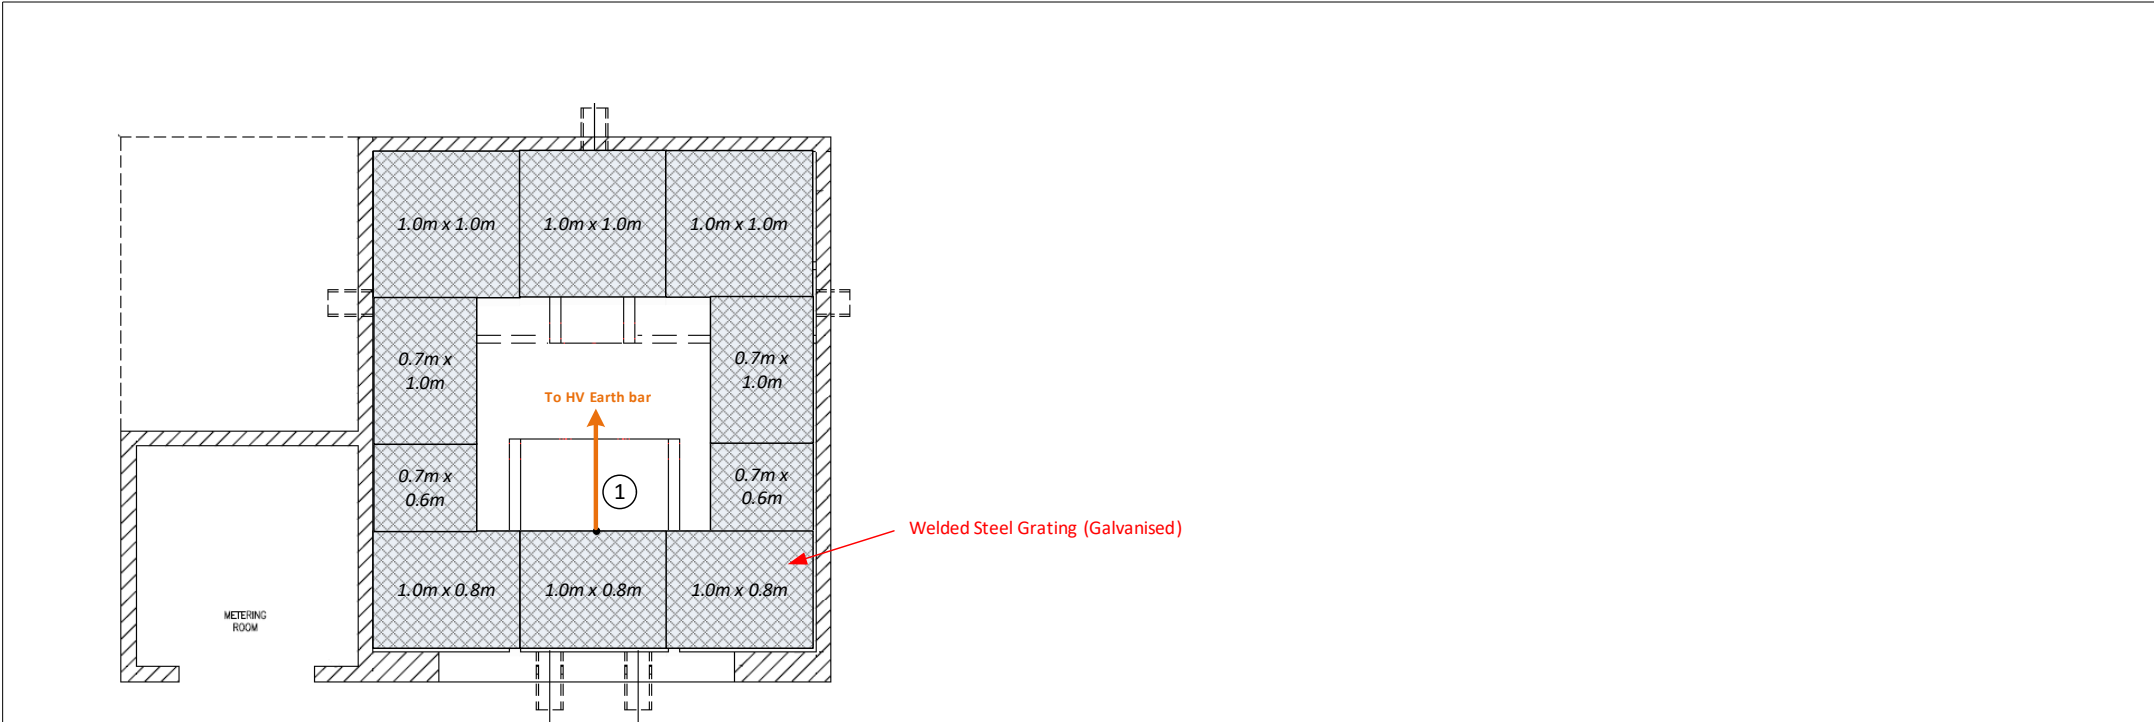 1.0m x 1.0m
1.0m x 1.0m
1.0m x 1.0m
0.7m x
1.0m
0.7m x
1.0m
To HV Earth bar
0.7m x
0.6m
1
0.7m x
0.6m
Welded Steel Grating (Galvanised)
1.0m x 0.8m
1.0m x 0.8m
1.0m x 0.8m
METERING
ROOM